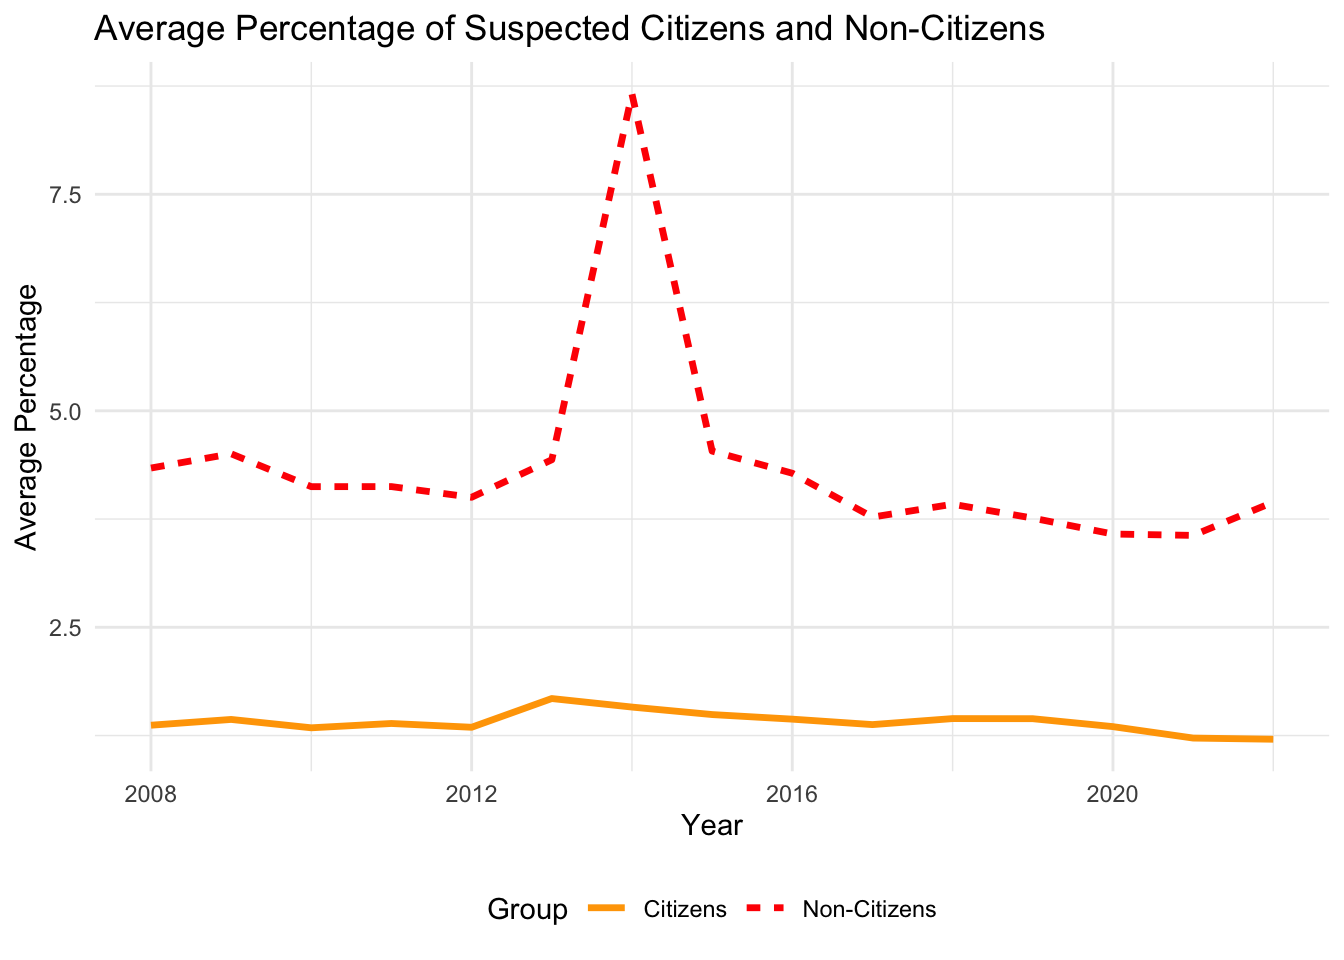 Average Percentage of Suspected Citizens and Non-Citizens
Average Percentage
7.5
5.0
2.5
2008 2012 2016 2020
Year
Group Citizens Non-Citizens